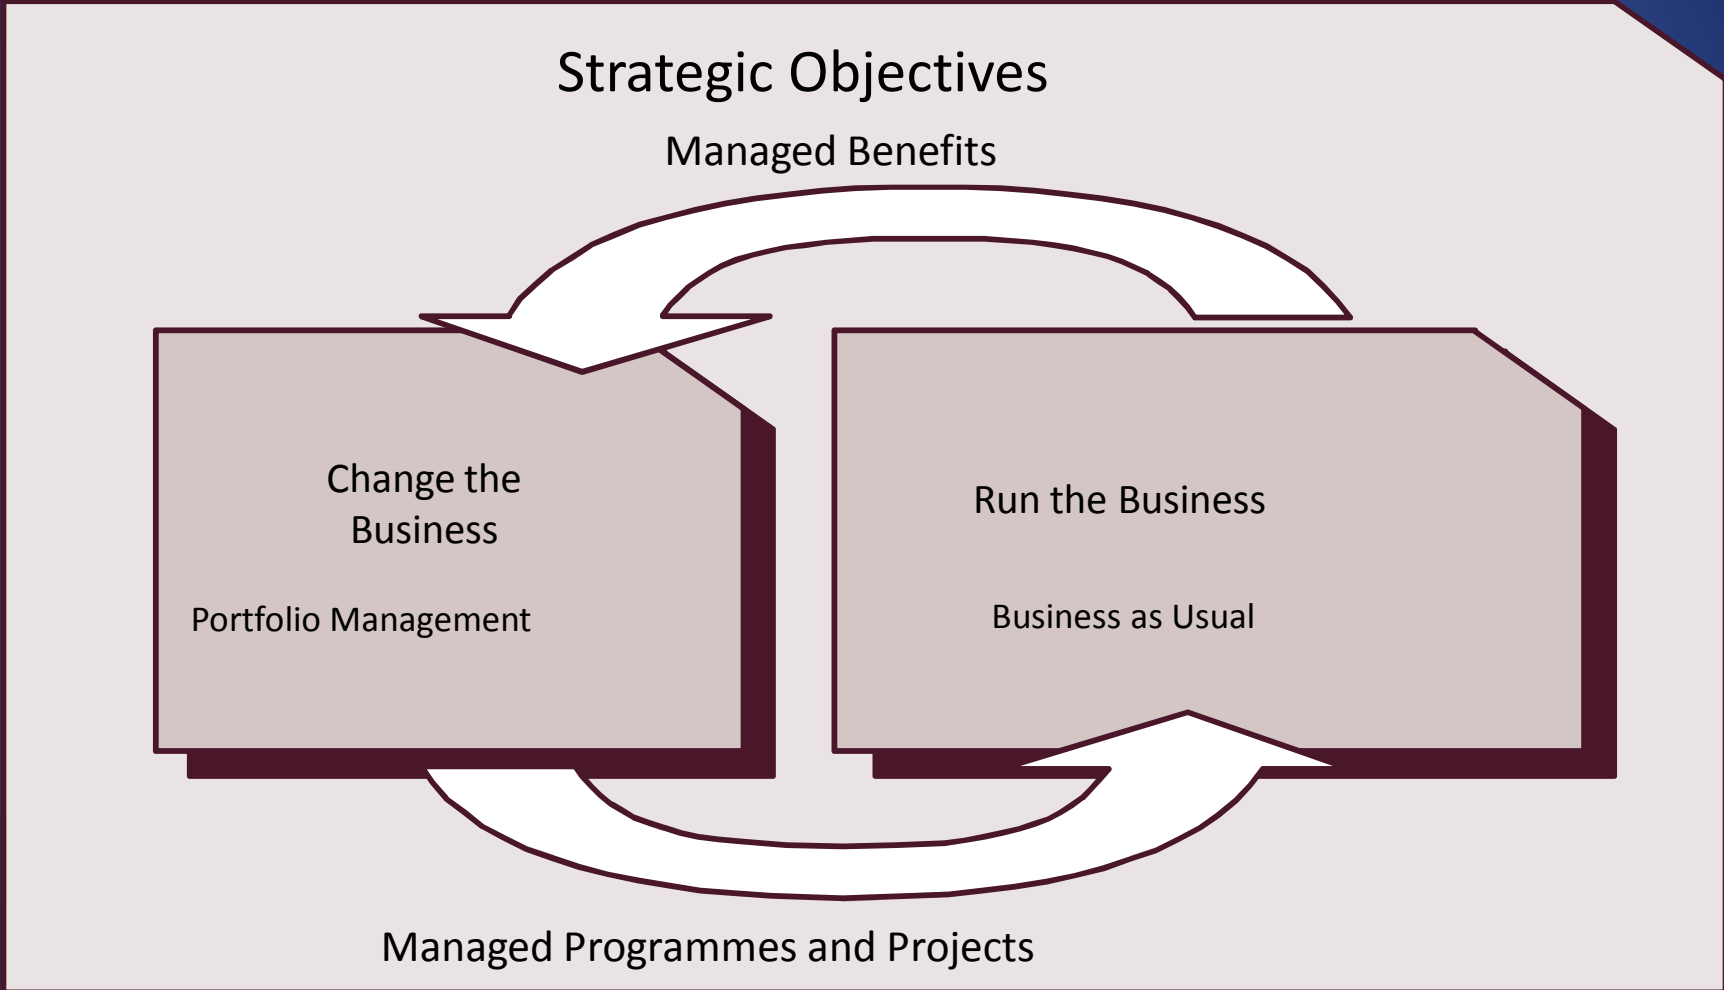 Strategic Objectives
Managed Benefits
Change the
Business
Portfolio Management
Run the Business
Business as Usual
Managed Programmes and Projects